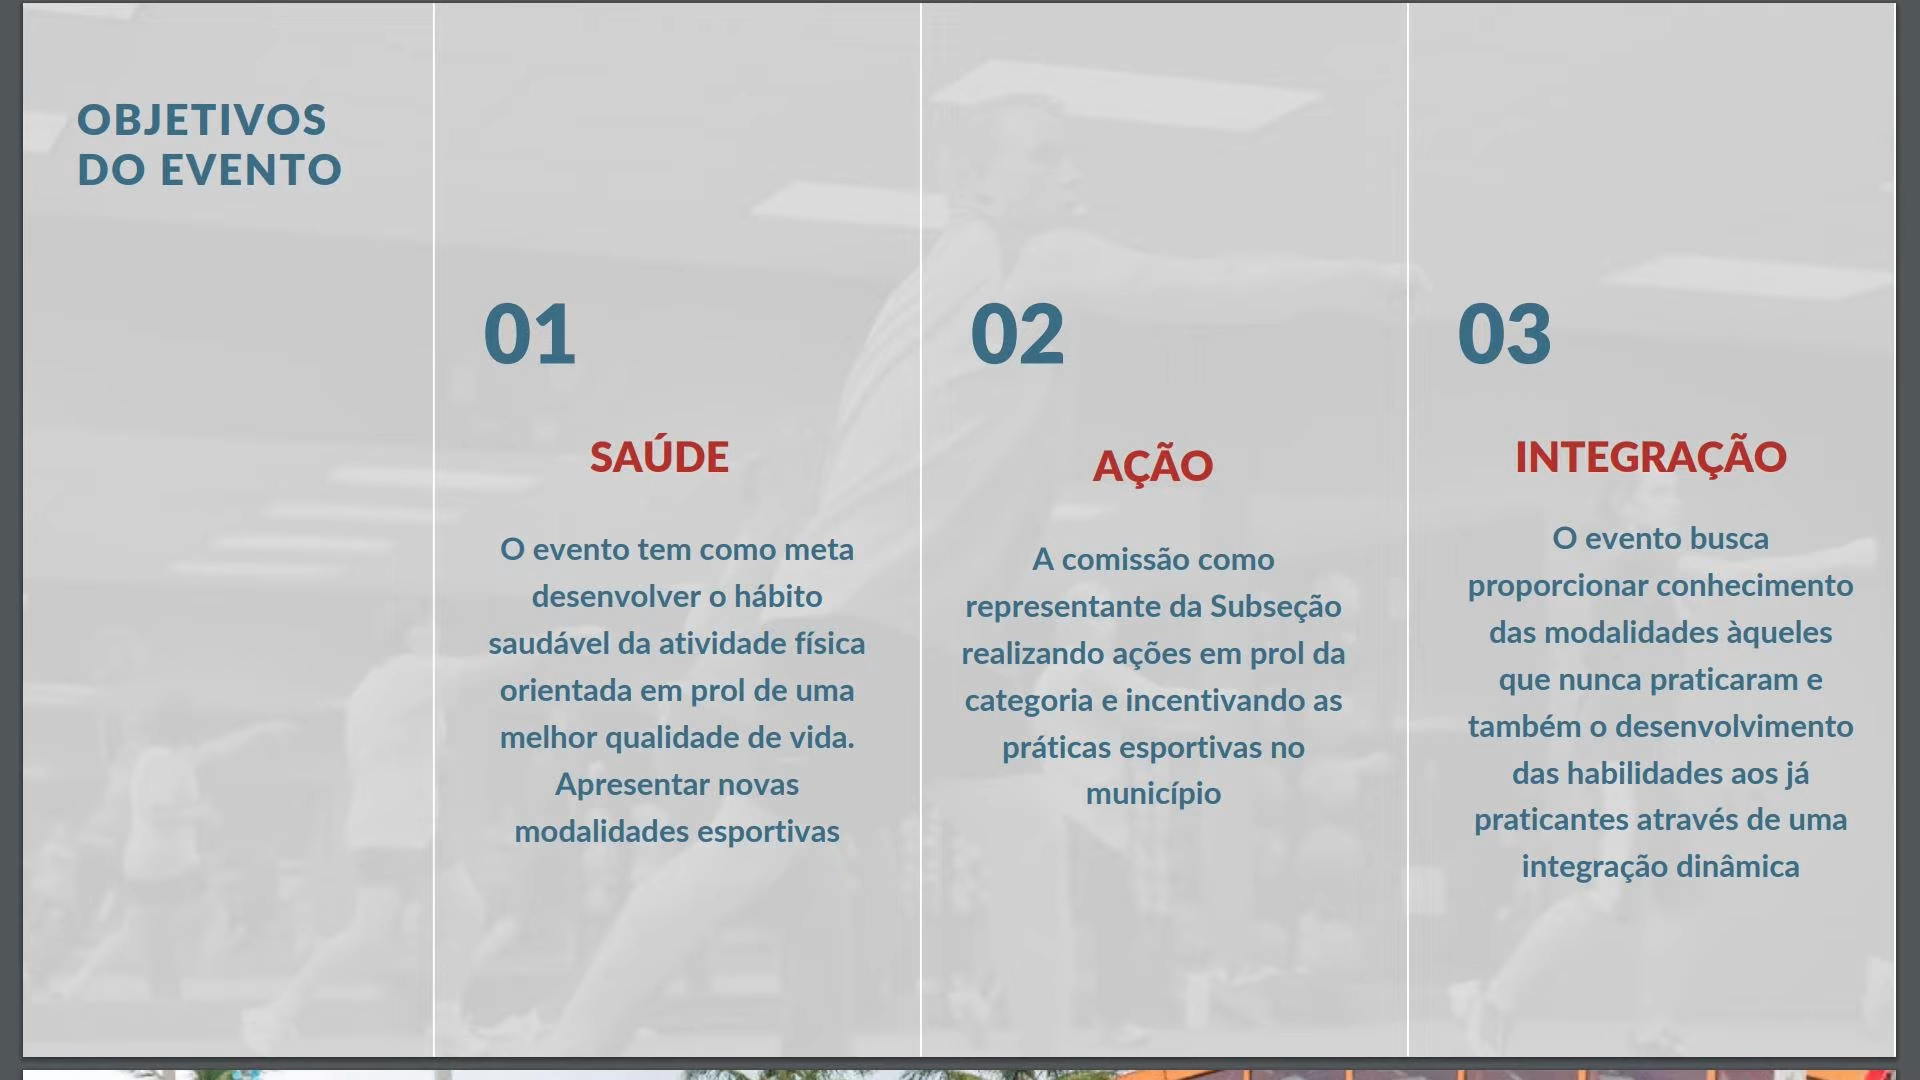 OBJETIVOS
DO EVENTO
01
SAÚDE
O evento tem como meta
desenvolver o hábito
saudável da atividade física
orientada em prol de uma
melhor qualidade de vida.
Apresentar novas
modalidades esportivas
02
AÇÃO
A comissão como
representante da Subseção
realizando ações em prol da
categoria e incentivando as
práticas esportivas no
município
03
INTEGRAÇÃO
O evento busca
proporcionar conhecimento
das modalidades àqueles
que nunca praticaram e
também o desenvolvimento
das habilidades aos já
praticantes através de uma
integração dinâmica